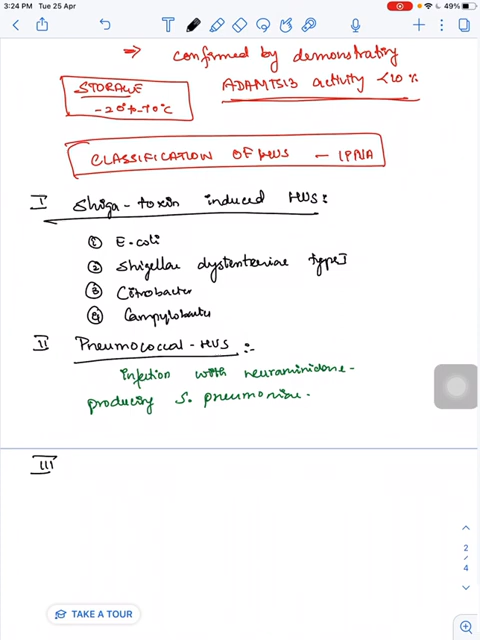 3:24 PM Tue 25 Apr
49%
⇒ confirmed by demonstrating
ADAMTS13 activity <10 %
STORAGE
-20° to -70°C
CLASSIFICATION OF HUS - IPNA
I Shiga-toxin induced HUS:
① E.coli
② Shigellae dysenteriae type I
③ Citrobacter
④ Campylobacter
II Pneumococcal-HUS :-
Infection with neuraminidase-
producing S. pneumoniae.
III
2
4
TAKE A TOUR